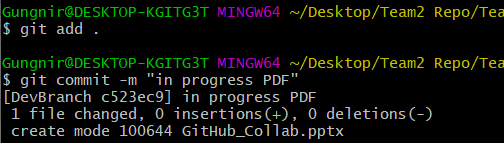 Gungnir@DESKTOP-KGITG3T MINGW64 ~/Desktop/Team2 Repo/Tea
$ git add .
Gungnir@DESKTOP-KGITG3T MINGW64 ~/Desktop/Team2 Repo/Tea
$ git commit -m "in progress PDF"
[DevBranch c523ec9] in progress PDF
 1 file changed, 0 insertions(+), 0 deletions(-)
 create mode 100644 GitHub_Collab.pptx